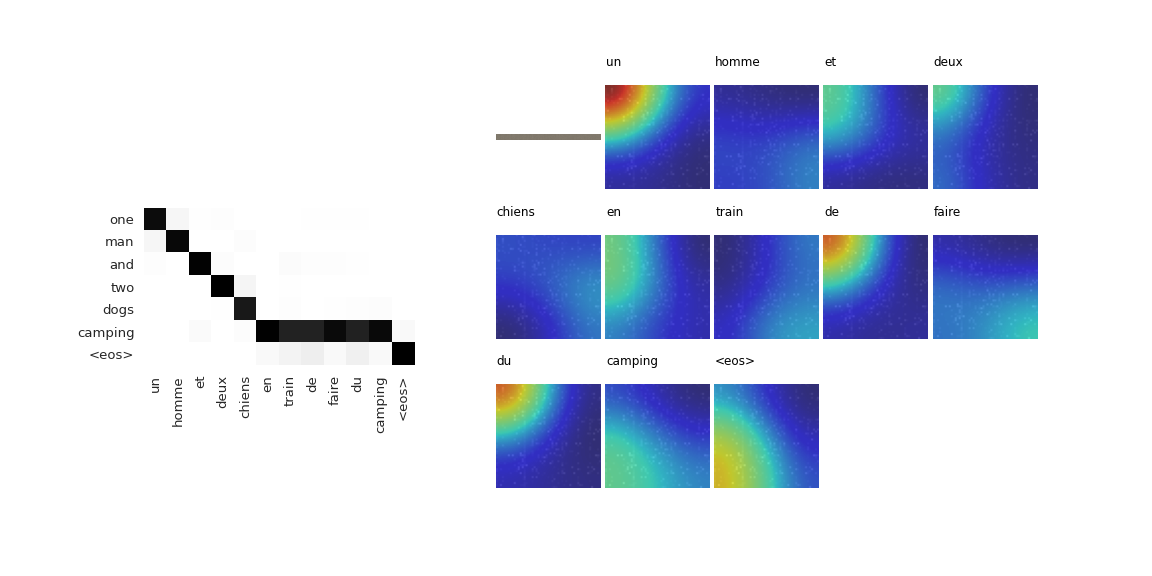 one
man
and
two
dogs
camping
<eos>
un
homme
et
deux
chiens
en
train
de
faire
du
camping
<eos>
un homme et deux
chiens en train de faire
du camping <eos>